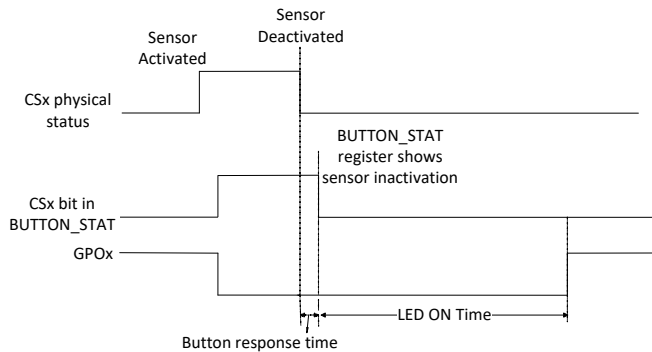 Sensor
Deactivated
Sensor
Activated
CSx physical
status
BUTTON_STAT
register shows
sensor inactivation
CSx bit in
BUTTON_STAT
GPOx
LED ON Time
Button response time